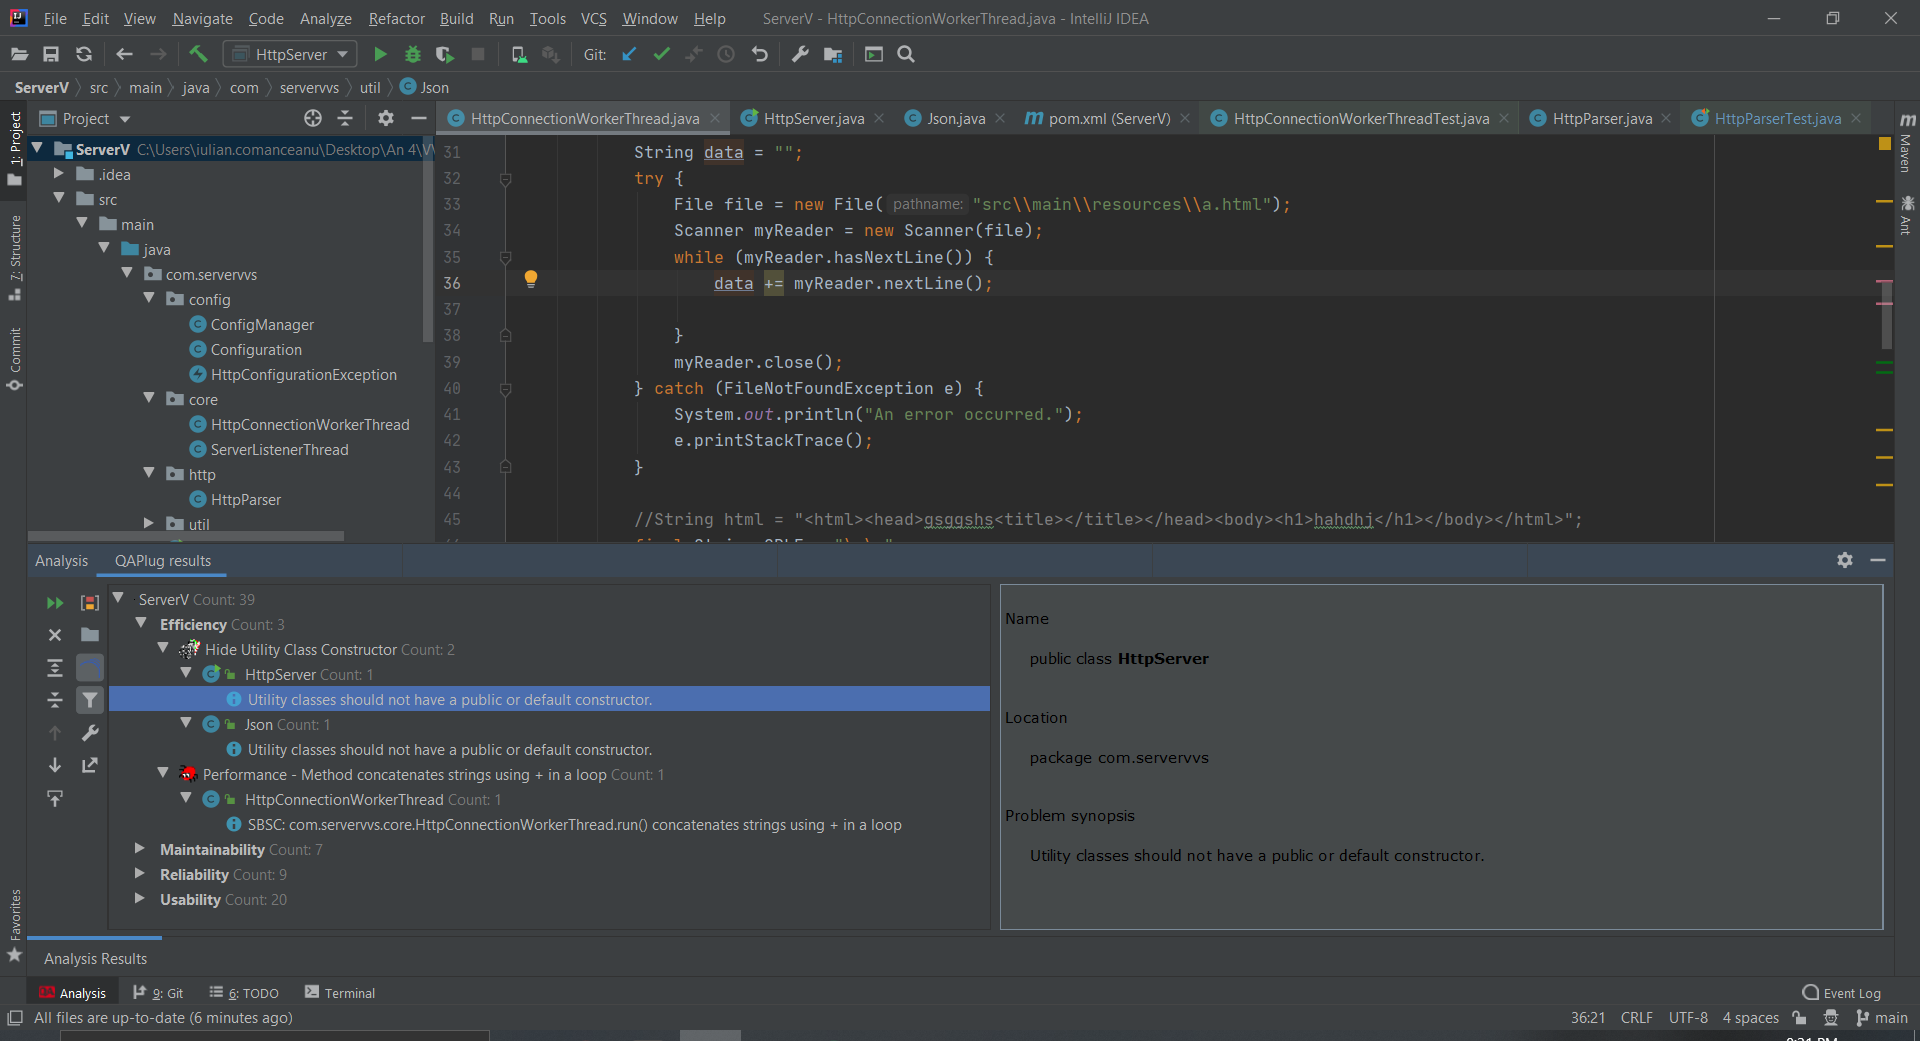 File Edit View Navigate Code Analyze Refactor Build Run Tools VCS Window Help ServerV - HttpConnectionWorkerThread.java - IntelliJ IDEA
HttpServer Git:
ServerV src main java com servervvs util Json
1: Project
7: Structure
Commit
Favorites
Project
ServerV C:\Users\iulian.comanceanu\Desktop\An 4\V
.idea
src
main
java
com.servervvs
config
ConfigManager
Configuration
HttpConfigurationException
core
HttpConnectionWorkerThread
ServerListenerThread
http
HttpParser
util
HttpConnectionWorkerThread.java HttpServer.java Json.java pom.xml (ServerV) HttpConnectionWorkerThreadTest.java HttpParser.java HttpParserTest.java
31 String data = "";
32 try {
33 File file = new File( pathname: "src\\main\\resources\\a.html");
34 Scanner myReader = new Scanner(file);
35 while (myReader.hasNextLine()) {
36 data += myReader.nextLine();
37
38 }
39 myReader.close();
40 } catch (FileNotFoundException e) {
41 System.out.println("An error occurred.");
42 e.printStackTrace();
43 }
44
45 //String html = "<html><head>gsggshs<title></title></head><body><h1>hahdhj</h1></body></html>";
Maven
Ant
Analysis QAPlug results
ServerV Count: 39
Efficiency Count: 3
Hide Utility Class Constructor Count: 2
HttpServer Count: 1
Utility classes should not have a public or default constructor.
Json Count: 1
Utility classes should not have a public or default constructor.
Performance - Method concatenates strings using + in a loop Count: 1
HttpConnectionWorkerThread Count: 1
SBSC: com.servervvs.core.HttpConnectionWorkerThread.run() concatenates strings using + in a loop
Maintainability Count: 7
Reliability Count: 9
Usability Count: 20
Name
public class HttpServer
Location
package com.servervvs
Problem synopsis
Utility classes should not have a public or default constructor.
Analysis Results
Analysis 9: Git 6: TODO Terminal Event Log
All files are up-to-date (6 minutes ago) 36:21 CRLF UTF-8 4 spaces main